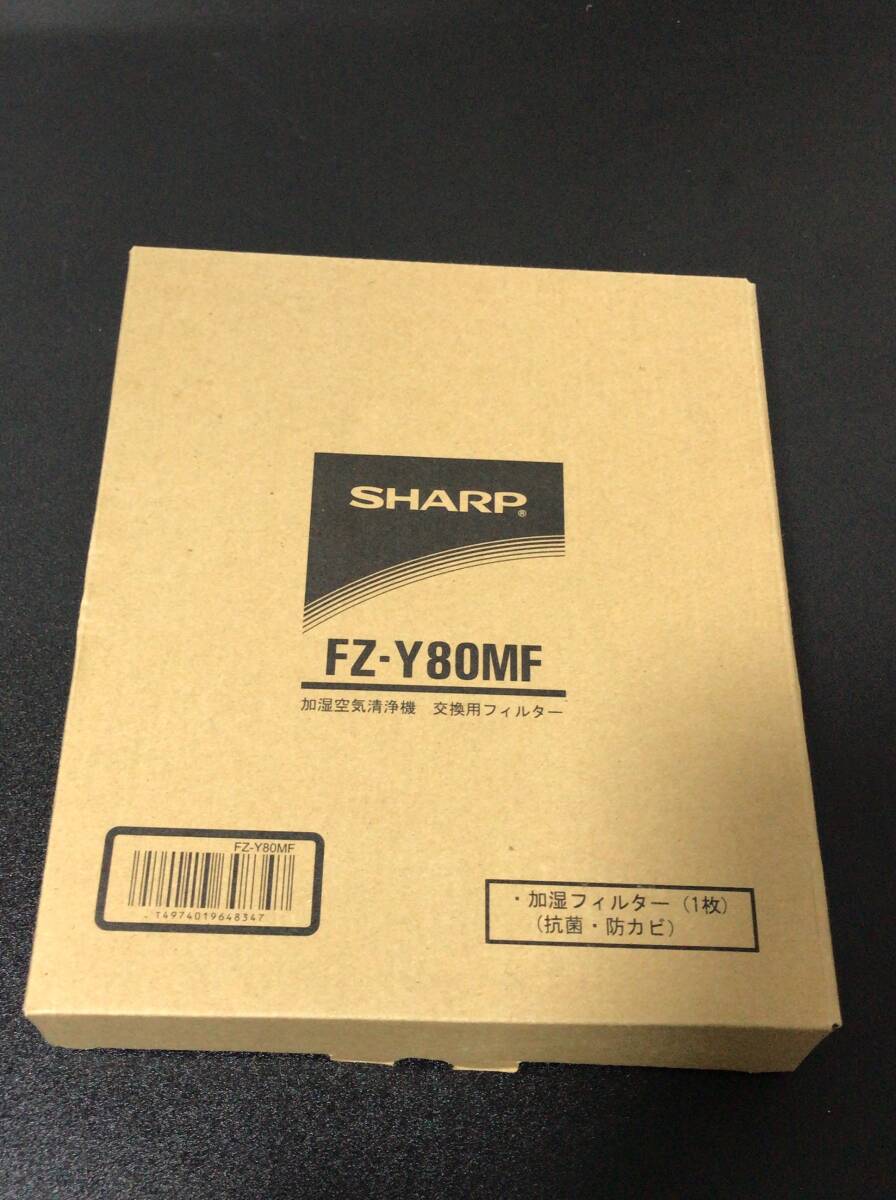 SHARP®
FZ-Y80MF
加湿空気清浄機 交換用フィルター
FZ-Y80MF
T4974019648347
・加湿フィルター（1枚）
（抗菌・防カビ）